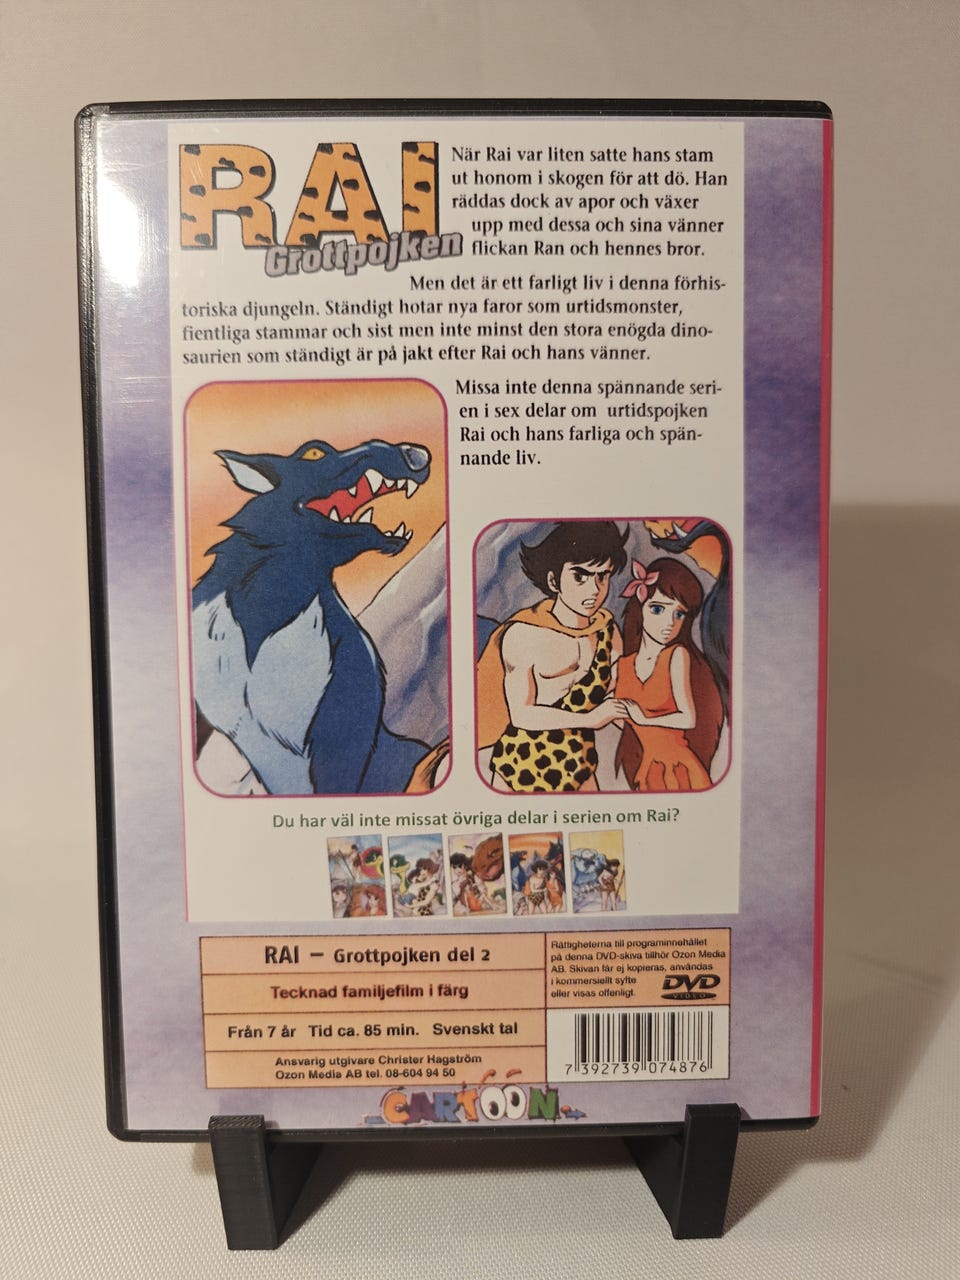 RAI
Grottpojken
När Rai var liten satte hans stam
ut honom i skogen för att dö. Han
räddas dock av apor och växer
upp med dessa och sina vänner
flickan Ran och hennes bror.
Men det är ett farligt liv i denna förhis-
toriska djungeln. Ständigt hotar nya faror som urtidsmonster,
fientliga stammar och sist men inte minst den stora enögda dino-
saurien som ständigt är på jakt efter Rai och hans vänner.
Missa inte denna spännande seri-
en i sex delar om urtidspojken
Rai och hans farliga och spän-
nande liv.
Du har väl inte missat övriga delar i serien om Rai?
RAI – Grottpojken del 2
Tecknad familjefilm i färg
Från 7 år Tid ca. 85 min. Svenskt tal
Ansvarig utgivare Christer Hagström
Ozon Media AB tel. 08-604 94 50
Rättigheterna till programinnehållet
på denna DVD-skiva tillhör Ozon Media
AB. Skivan får ej kopieras, användas
i kommersiellt syfte
eller visas offenligt.
DVD
VIDEO
7 392739 074876
CARTOON